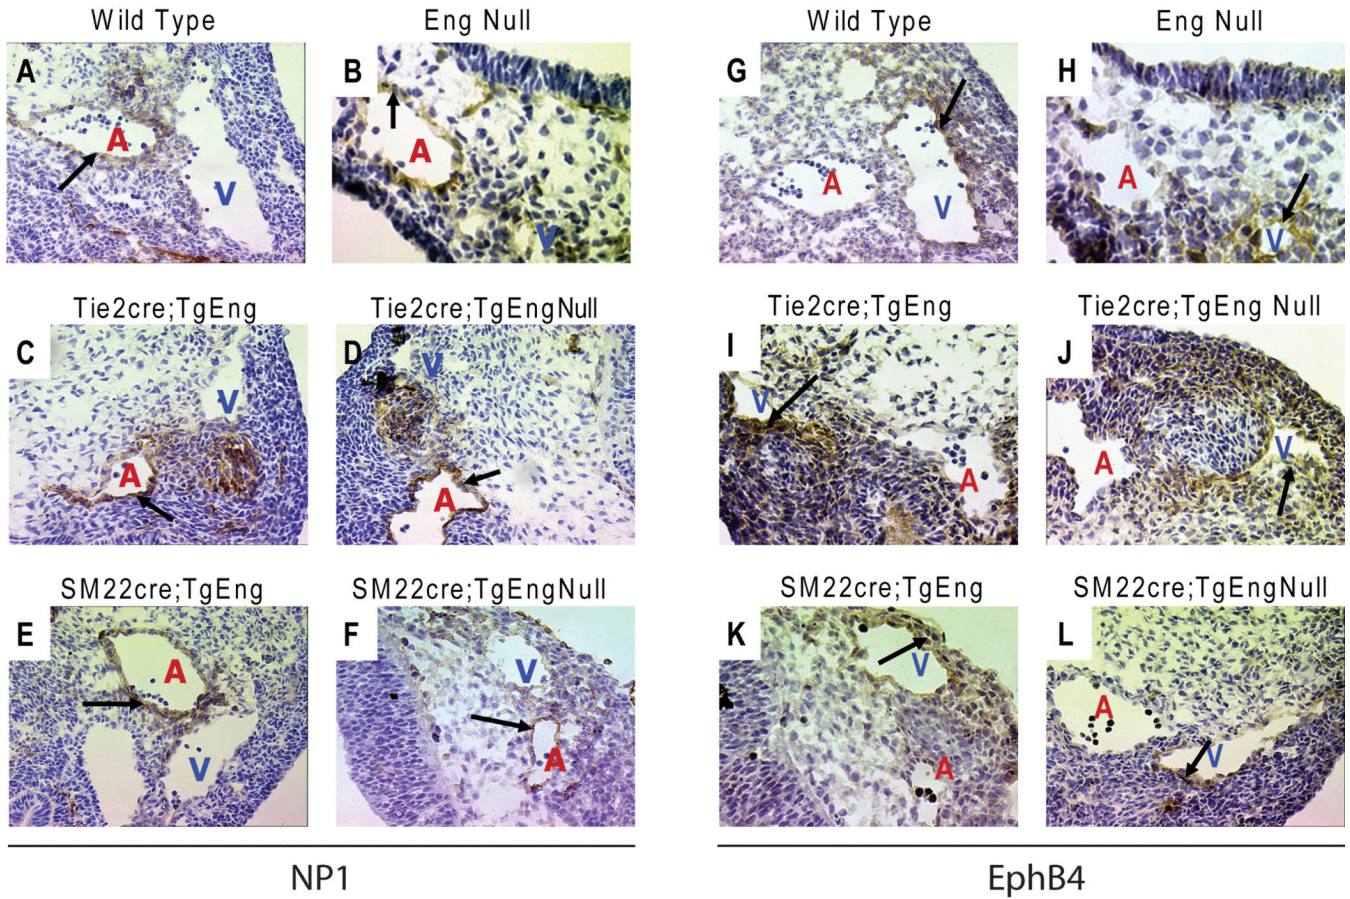 Wild Type Eng Null Wild Type Eng Null
A A V B A V G A V H A V
Tie2cre;TgEng Tie2cre;TgEngNull Tie2cre;TgEng Tie2cre;TgEng Null
C A V D V A I V A J A V
SM22cre;TgEng SM22cre;TgEngNull SM22cre;TgEng SM22cre;TgEngNull
E A V F V A K V A L A V
NP1 EphB4